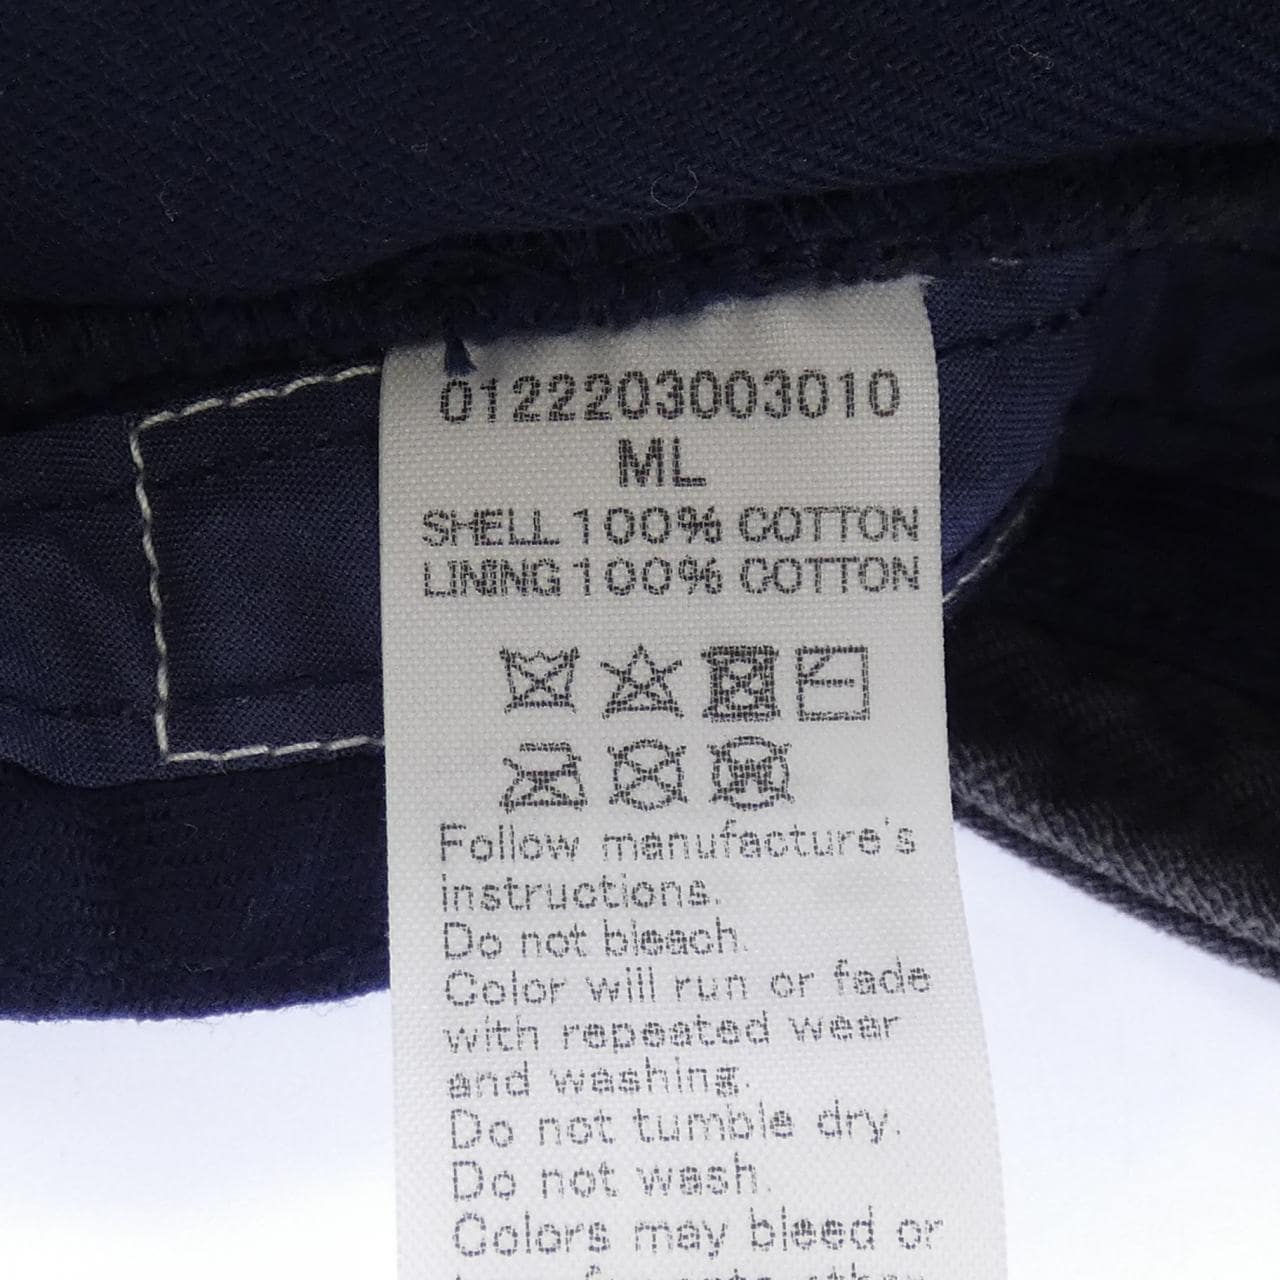 0122203003010
ML
SHELL 100% COTTON
LINING 100% COTTON
Follow manufacture's
instructions.
Do not bleach.
Color will run or fade
with repeated wear
and washing.
Do not tumble dry.
Do not wash.
Colors may bleed or